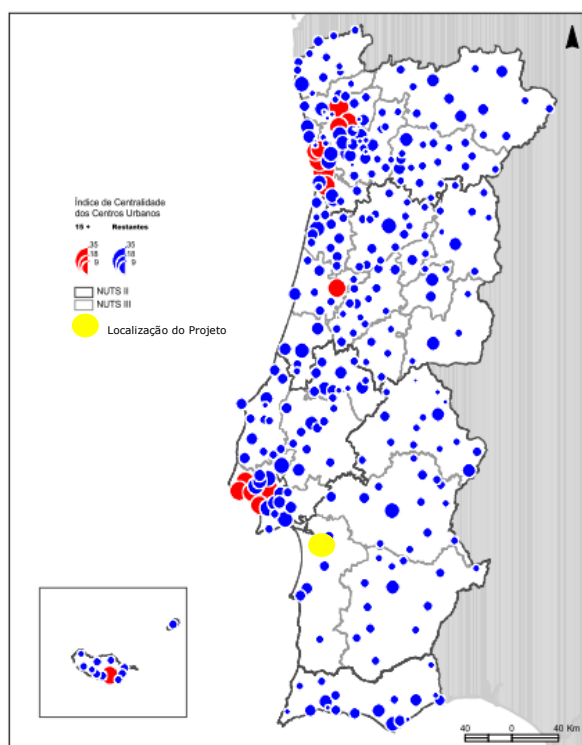 Índice de Centralidade
dos Centros Urbanos
15 + Restantes
35 35
18 18
9 9
NUTS II
NUTS III
Localização do Projeto
40 0 40 Km